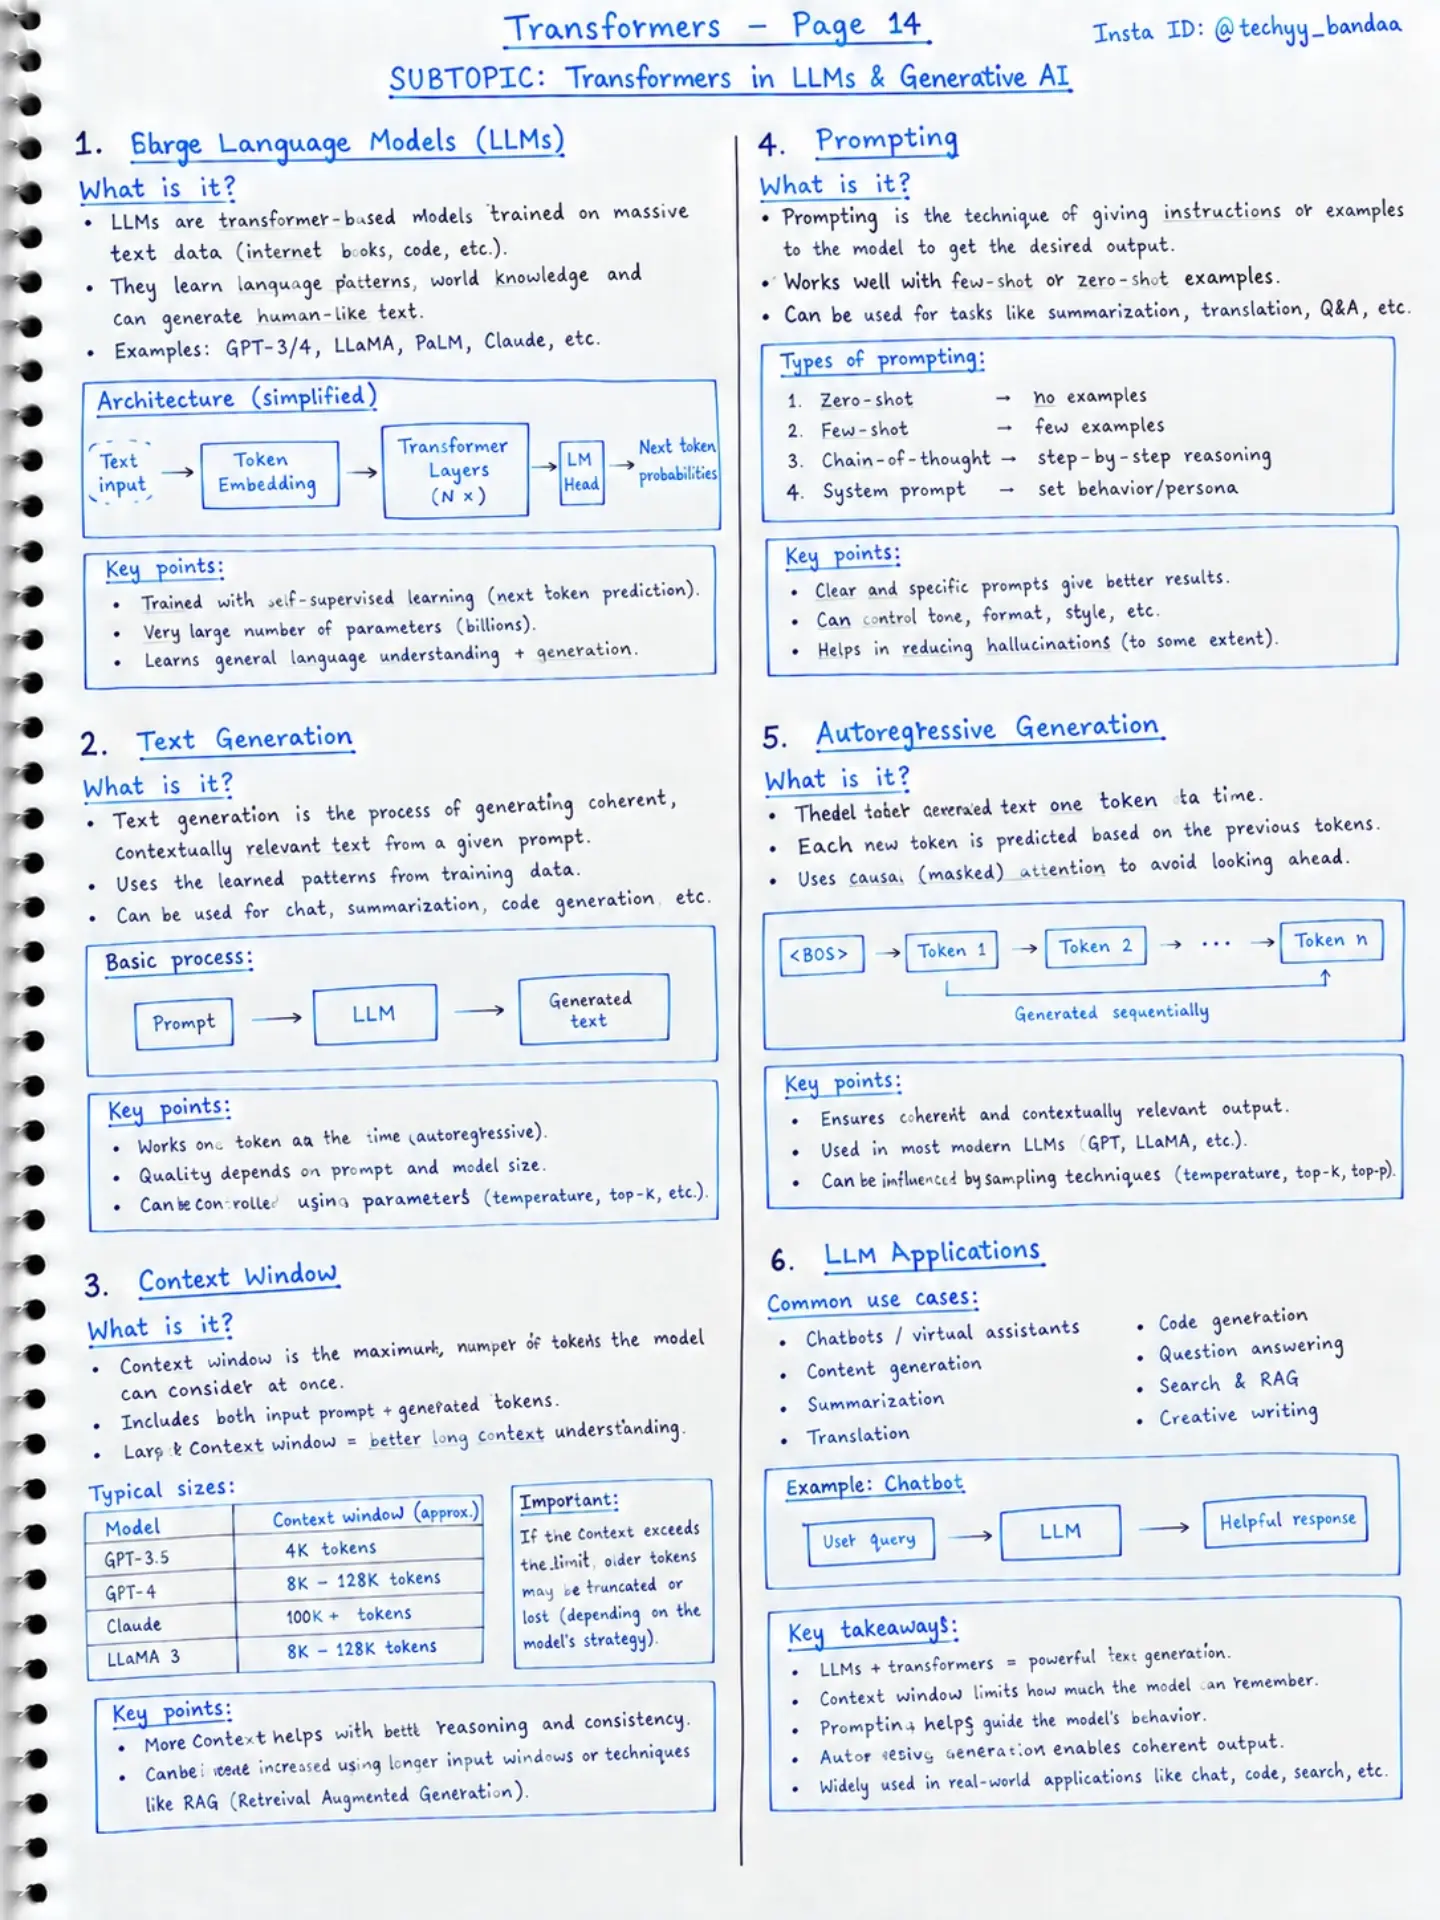 Transformers – Page 14
Insta ID: @techyy_bandaa
SUBTOPIC: Transformers in LLMs & Generative AI
1. Language Models (LLMs)
What is it?
• LLMs are transformer-based models trained on massive
text data (internet books, code, etc.).
• They learn language patterns, world knowledge and
can generate human-like text.
• Examples: GPT-3/4, LLaMA, PaLM, Claude, etc.
Architecture (simplified)
Text
input
Token
Embedding
Transformer
Layers
(N ×)
LM
Head
Next token
probabilities
Key points:
• Trained with self-supervised learning (next token prediction).
• Very large number of parameters (billions).
• Learns general language understanding + generation.
2. Text Generation
What is it?
• Text generation is the process of generating coherent,
contextually relevant text from a given prompt.
• Uses the learned patterns from training data.
• Can be used for chat, summarization, code generation, etc.
Basic process:
Prompt
LLM
Generated
text
Key points:
• Works one token the time (autoregressive).
• Quality depends on prompt and model size.
• Can be controlled using parameters (temperature, top-k, etc.).
3. Context Window
What is it?
• Context window is the of tokens the model
can consider at once.
• Includes both input prompt + generated tokens.
• Context window = better long context understanding.
Typical sizes:
Model Context window (approx.)
GPT-3.5 4K tokens
GPT-4 8K – 128K tokens
Claude 100K+ tokens
LLaMA 3 8K – 128K tokens
Important:
If the Context exceeds
the limit, older tokens
may be truncated or
lost (depending on the
model's strategy).
Key points:
• More Context helps with reasoning and consistency.
• increased using longer input windows or techniques
like RAG (Retreival Augmented Generation).
4. Prompting
What is it?
• Prompting is the technique of giving instructions or examples
to the model to get the desired output.
• Works well with few-shot or zero-shot examples.
• Can be used for tasks like summarization, translation, Q&A, etc.
Types of prompting:
1. Zero-shot → no examples
2. Few-shot → few examples
3. Chain-of-thought → step-by-step reasoning
4. System prompt → set behavior/persona
Key points:
• Clear and specific prompts give better results.
• Can control tone, format, style, etc.
• Helps in reducing hallucinations (to some extent).
5. Autoregressive Generation
What is it?
• text one token time.
• Each new token is predicted based on the previous tokens.
• Uses causal (masked) attention to avoid looking ahead.
<BOS>
Token 1
Token 2
...
Token n
Generated sequentially
Key points:
• Ensures coherent and contextually relevant output.
• Used in most modern LLMs (GPT, LLaMA, etc.).
• Can be influenced by sampling techniques (temperature, top-k, top-p).
6. LLM Applications
Common use cases:
• Chatbots / virtual assistants
• Content generation
• Summarization
• Translation
• Code generation
• Question answering
• Search & RAG
• Creative writing
Example: Chatbot
User query
LLM
Helpful response
Key takeaways:
• LLMs + transformers = powerful text generation.
• Context window limits how much the model can remember.
• Prompting helps guide the model's behavior.
• generation enables coherent output.
• Widely used in real-world applications like chat, code, search, etc.